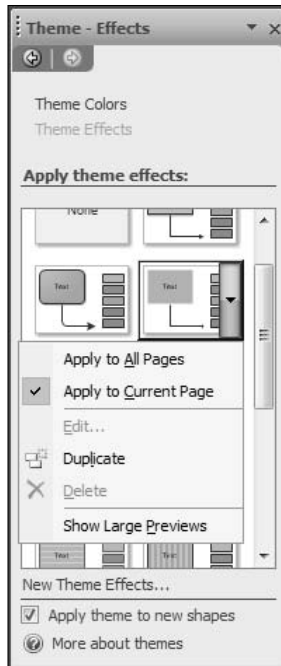 Theme - Effects
Theme Colors
Theme Effects
Apply theme effects:
None
Text
Text
Apply to All Pages
Apply to Current Page
Edit...
Duplicate
Delete
Show Large Previews
Text
Text
New Theme Effects...
Apply theme to new shapes
More about themes